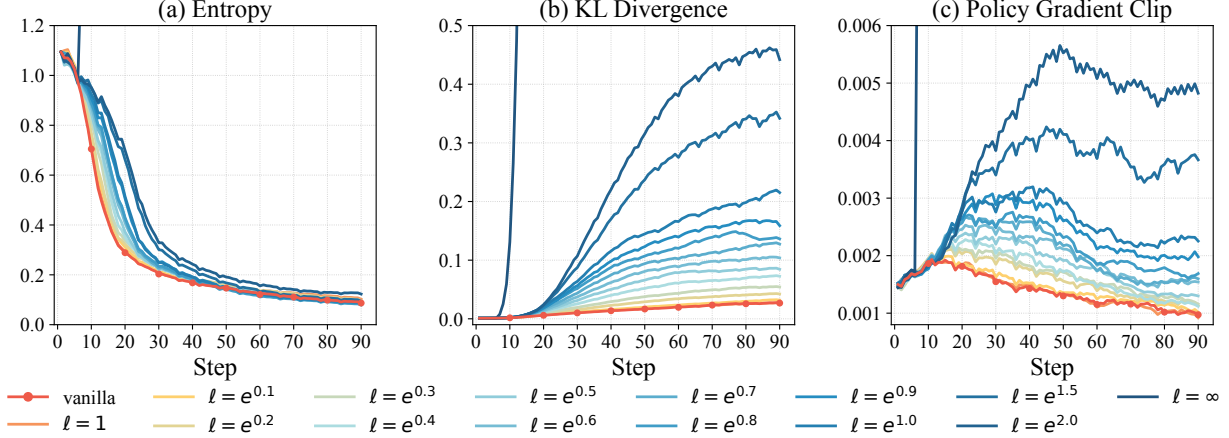 (a) Entropy (b) KL Divergence (c) Policy Gradient Clip
1.2 0.5 0.006
1.0 0.4 0.005
0.8 0.3 0.004
0.6 0.2 0.003
0.4 0.1 0.002
0.2 0.0 0.001
0.0
0 10 20 30 40 50 60 70 80 90 0 10 20 30 40 50 60 70 80 90 0 10 20 30 40 50 60 70 80 90
Step Step Step
vanilla ℓ = e^0.1 ℓ = e^0.3 ℓ = e^0.5 ℓ = e^0.7 ℓ = e^0.9 ℓ = e^1.5 ℓ = ∞
ℓ = 1 ℓ = e^0.2 ℓ = e^0.4 ℓ = e^0.6 ℓ = e^0.8 ℓ = e^1.0 ℓ = e^2.0